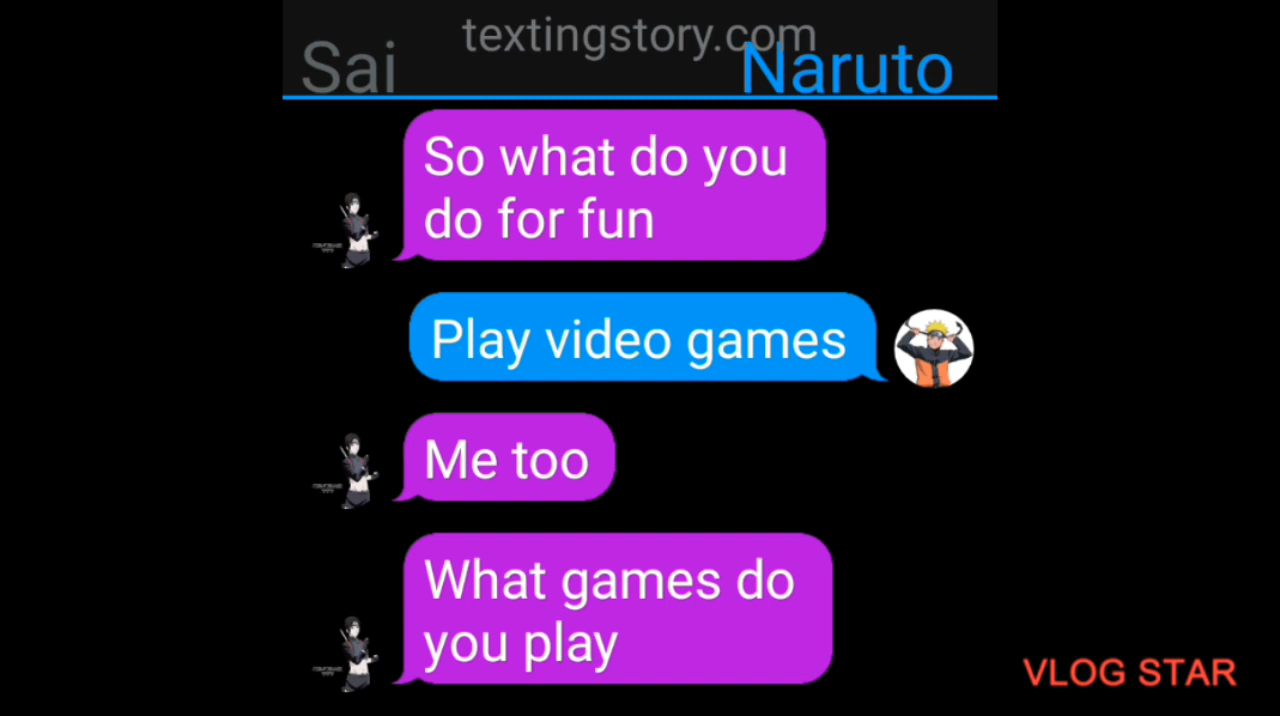 textingstory.com
Sai
Naruto
So what do you
do for fun
Play video games
Me too
What games do
you play
VLOG STAR